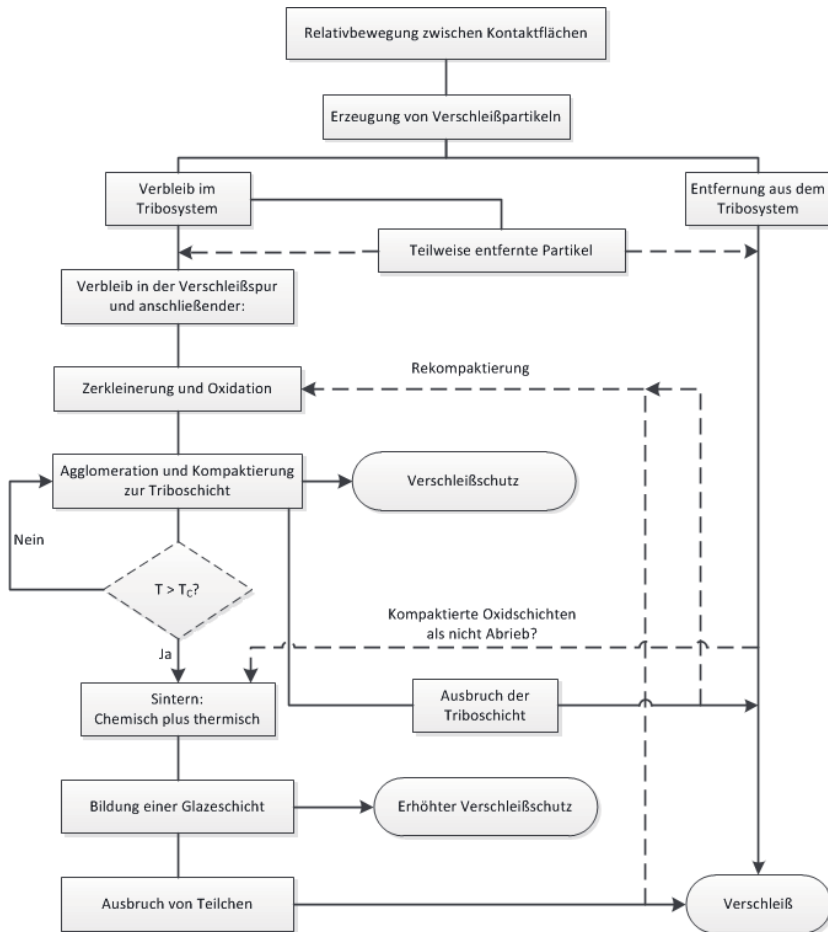 Relativbewegung zwischen Kontaktflächen
Erzeugung von Verschleißpartikeln
Verbleib im
Tribosystem
Entfernung aus dem
Tribosystem
Teilweise entfernte Partikel
Verbleib in der Verschleißspur
und anschließender:
Rekompaktierung
Zerkleinerung und Oxidation
Agglomeration und Kompaktierung
zur Triboschicht
Verschleißschutz
Nein
T > TC?
Kompaktierte Oxidschichten
als nicht Abrieb?
Ja
Sintern:
Chemisch plus thermisch
Ausbruch der
Triboschicht
Bildung einer Glazeschicht
Erhöhter Verschleißschutz
Ausbruch von Teilchen
Verschleiß